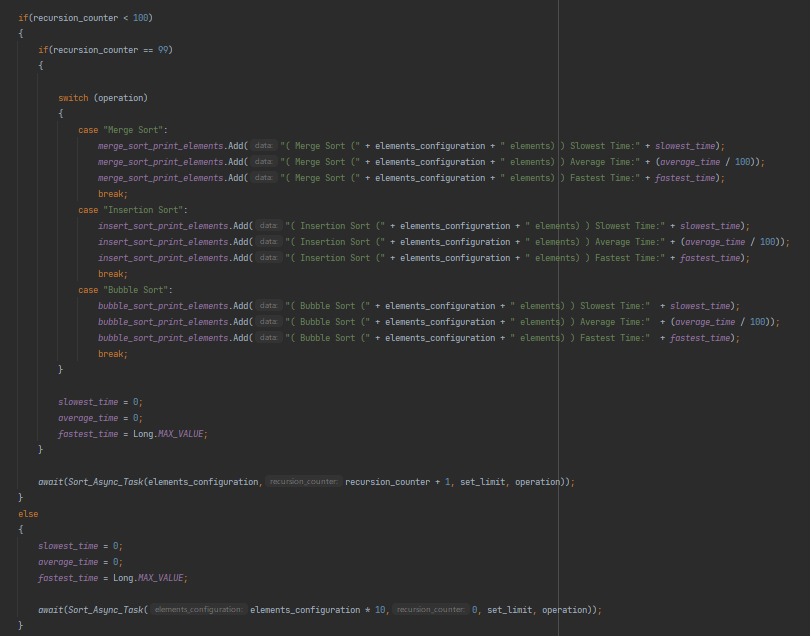 if(recursion_counter < 100)
{
if(recursion_counter == 99)
{
switch (operation)
{
case "Merge Sort":
merge_sort_print_elements.Add( data: "( Merge Sort (" + elements_configuration + " elements) ) Slowest Time:" + slowest_time);
merge_sort_print_elements.Add( data: "( Merge Sort (" + elements_configuration + " elements) ) Average Time:" + (average_time / 100));
merge_sort_print_elements.Add( data: "( Merge Sort (" + elements_configuration + " elements) ) Fastest Time:" + fastest_time);
break;
case "Insertion Sort":
insert_sort_print_elements.Add( data: "( Insertion Sort (" + elements_configuration + " elements) ) Slowest Time:" + slowest_time);
insert_sort_print_elements.Add( data: "( Insertion Sort (" + elements_configuration + " elements) ) Average Time:" + (average_time / 100));
insert_sort_print_elements.Add( data: "( Insertion Sort (" + elements_configuration + " elements) ) Fastest Time:" + fastest_time);
break;
case "Bubble Sort":
bubble_sort_print_elements.Add( data: "( Bubble Sort (" + elements_configuration + " elements) ) Slowest Time:" + slowest_time);
bubble_sort_print_elements.Add( data: "( Bubble Sort (" + elements_configuration + " elements) ) Average Time:" + (average_time / 100));
bubble_sort_print_elements.Add( data: "( Bubble Sort (" + elements_configuration + " elements) ) Fastest Time:" + fastest_time);
break;
}
slowest_time = 0;
average_time = 0;
fastest_time = Long.MAX_VALUE;
}
await(Sort_Async_Task(elements_configuration, recursion_counter: recursion_counter + 1, set_limit, operation));
}
else
{
slowest_time = 0;
average_time = 0;
fastest_time = Long.MAX_VALUE;
await(Sort_Async_Task( elements_configuration: elements_configuration * 10, recursion_counter: 0, set_limit, operation));
}